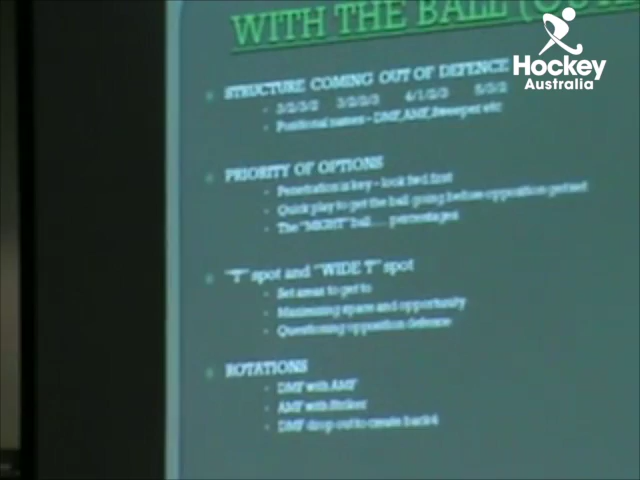 WITH THE BALL (OUT
Hockey
Australia
STRUCTURE COMING OUT OF DEFENCE
3/2/3/2 3/2/2/3 4/1/2/3 5/3/2
Positional names - DMF, AMF, Sweeper etc
PRIORITY OF OPTIONS
Penetration is key - look fwd first
Quick play to get the ball going before opposition get set
The "MIGHT" ball..... percentages
"T" spot and "WIDE T" spot
Set areas to get to
Maximising space and opportunity
Questioning opposition defence
ROTATIONS
DMF with AMF
AMF with Striker
DMF drop out to create back 4